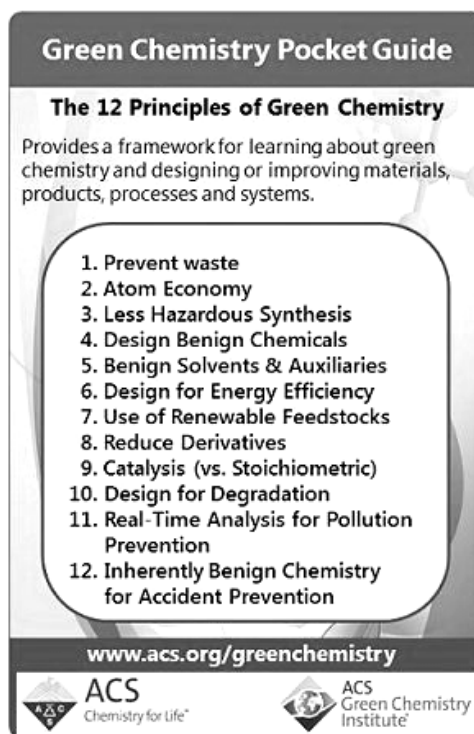 Green Chemistry Pocket Guide
The 12 Principles of Green Chemistry
Provides a framework for learning about green
chemistry and designing or improving materials,
products, processes and systems.
1. Prevent waste
2. Atom Economy
3. Less Hazardous Synthesis
4. Design Benign Chemicals
5. Benign Solvents & Auxiliaries
6. Design for Energy Efficiency
7. Use of Renewable Feedstocks
8. Reduce Derivatives
9. Catalysis (vs. Stoichiometric)
10. Design for Degradation
11. Real-Time Analysis for Pollution
Prevention
12. Inherently Benign Chemistry
for Accident Prevention
www.acs.org/greenchemistry
ACS
Chemistry for Life™
A C S
ACS
Green Chemistry
Institute®